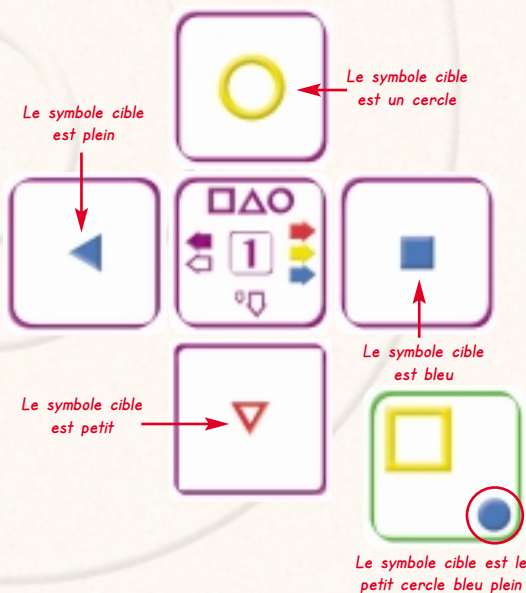 Le symbole cible
est un cercle
Le symbole cible
est plein
1
Le symbole cible
est bleu
Le symbole cible
est petit
Le symbole cible est le
petit cercle bleu plein